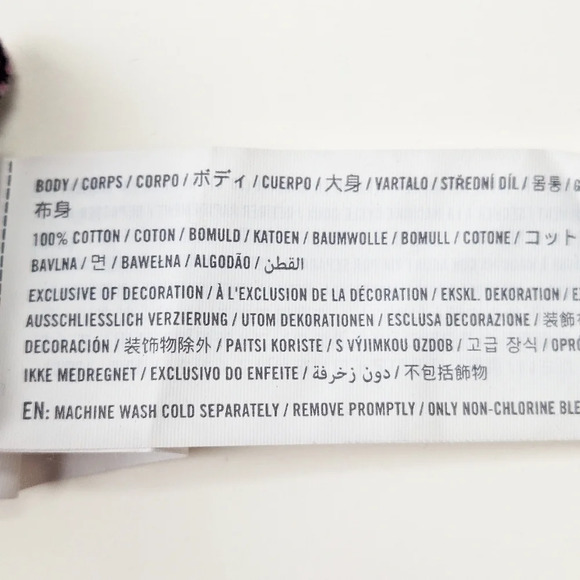 BODY / CORPS / CORPO / ボディ / CUERPO / 大身 / VARTALO / STŘEDNÍ DÍL / 몸통 /
布身
100% COTTON / COTON / BOMULD / KATOEN / BAUMWOLLE / BOMULL / COTONE / コット
BAVLNA / 면 / BAWEŁNA / ALGODÃO / القطن
EXCLUSIVE OF DECORATION / À L'EXCLUSION DE LA DÉCORATION / EKSKL. DEKORATION /
AUSSCHLIESSLICH VERZIERUNG / UTOM DEKORATIONEN / ESCLUSA DECORAZIONE / 装飾
DECORACIÓN / 装饰物除外 / PAITSI KORISTE / S VÝJIMKOU OZDOB / 고급 장식 / OPRÓ
IKKE MEDREGNET / EXCLUSIVO DO ENFEITE / دون زخرفة / 不包括飾物
EN: MACHINE WASH COLD SEPARATELY / REMOVE PROMPTLY / ONLY NON-CHLORINE BLE